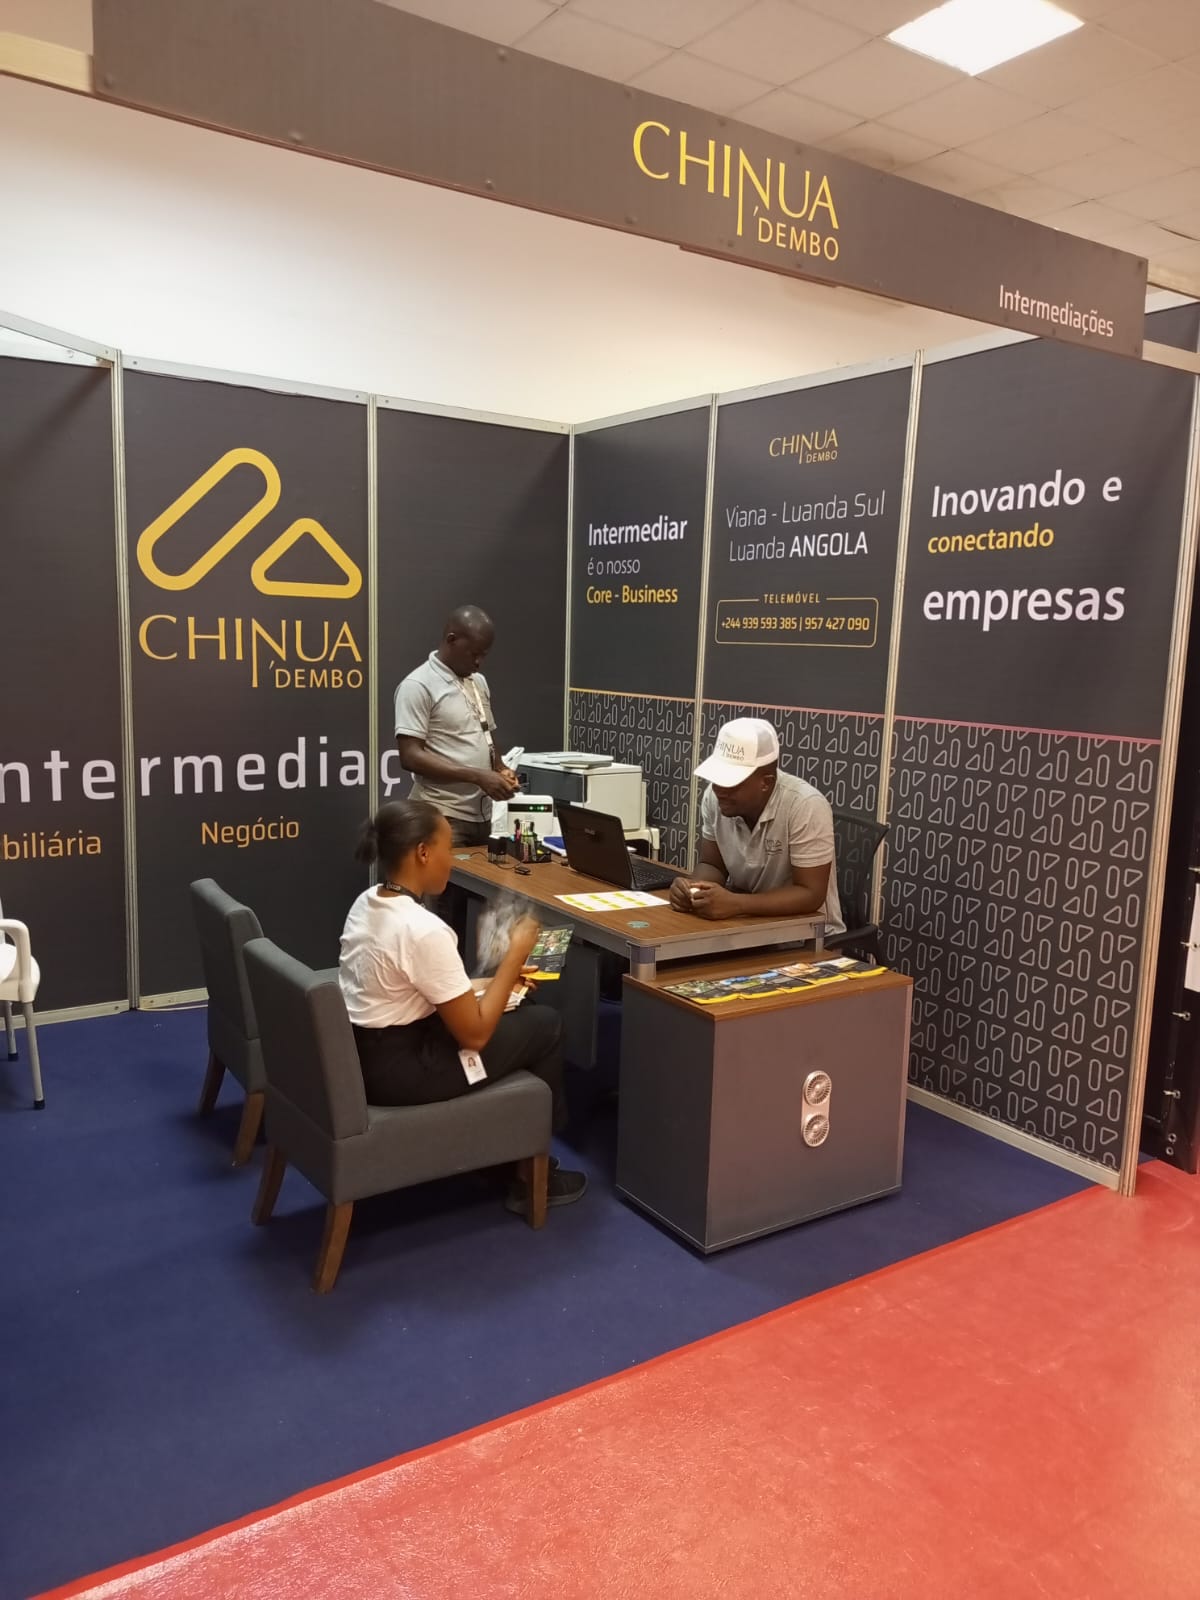 CHINUA
'DEMBO
Intermediações
CHINUA
'DEMBO
Intermediaç
biliária
Negócio
Intermediar
é o nosso
Core - Business
CHINUA
'DEMBO
Viana - Luanda Sul
Luanda ANGOLA
TELEMÓVEL
+244 939 593 385 | 957 427 090
Inovando e
conectando
empresas
CHINUA
'DEMBO